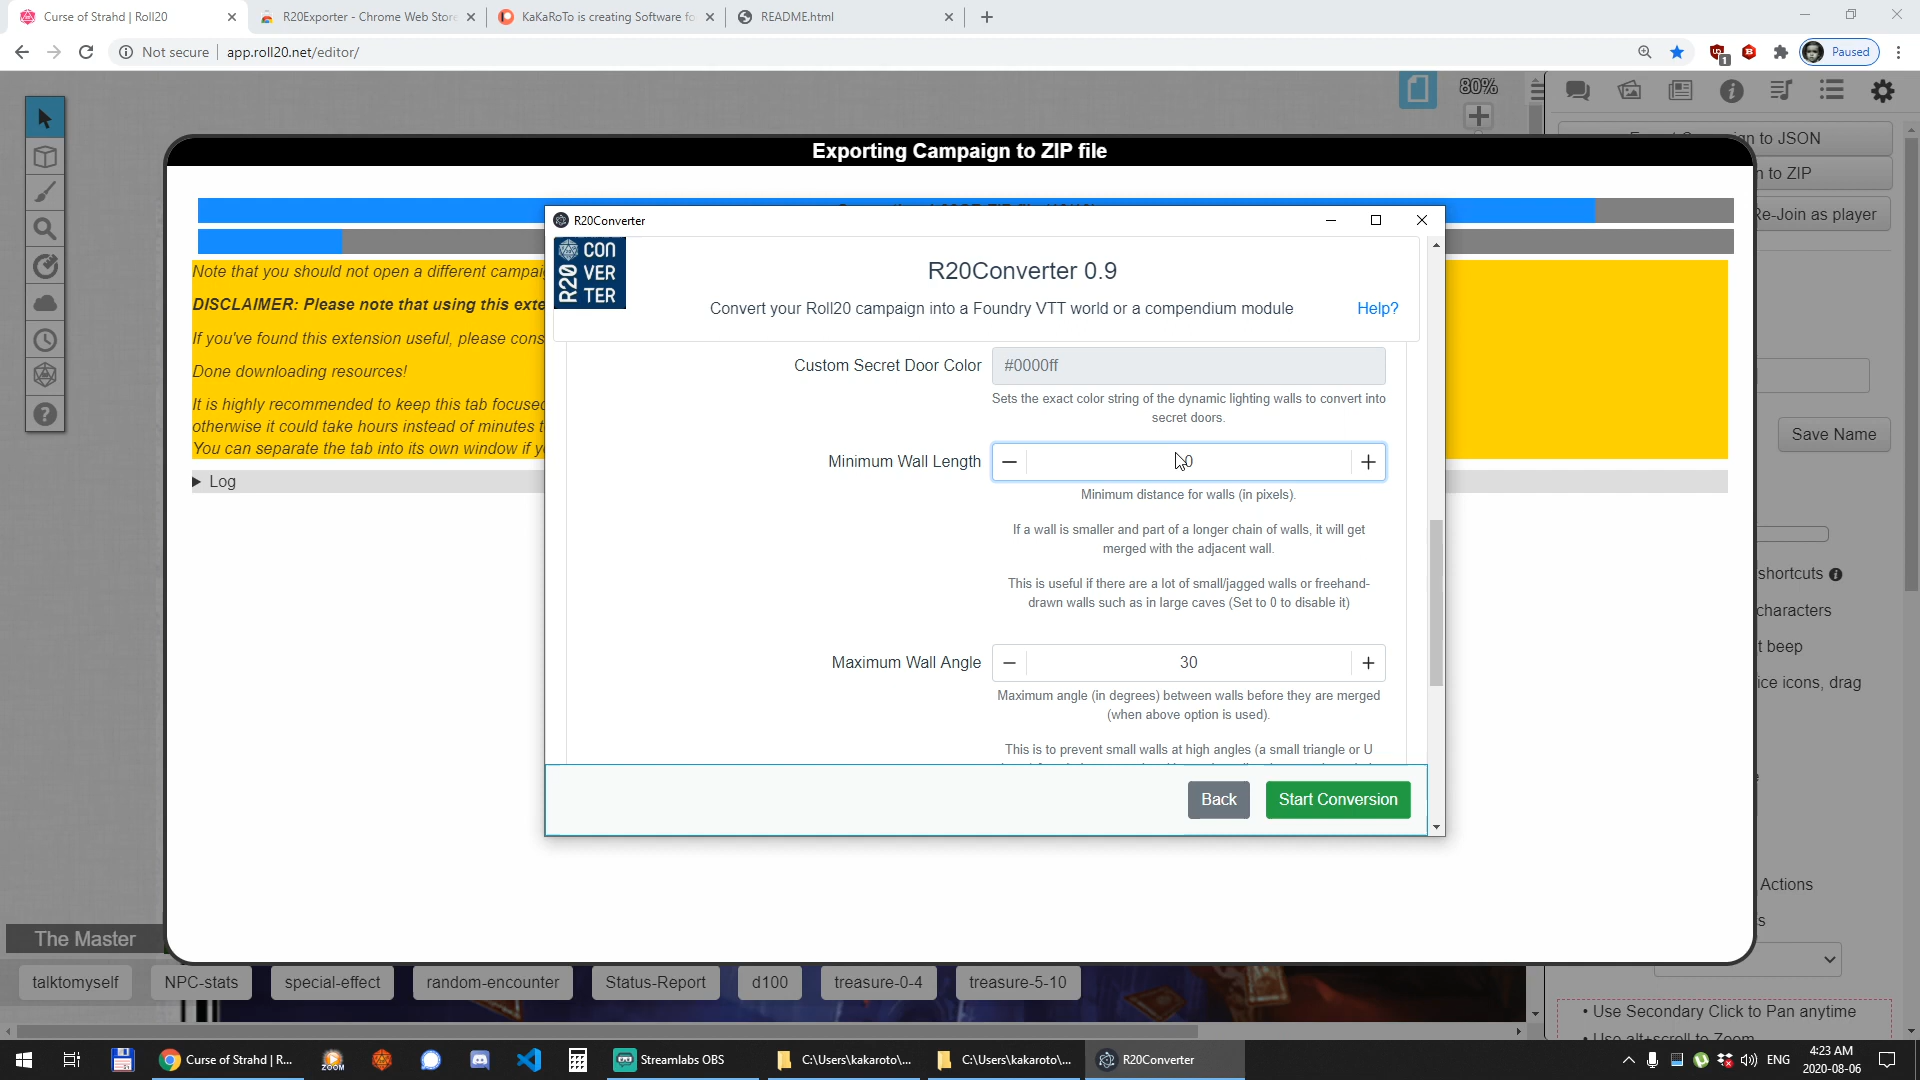 Curse of Strahd | Roll20
R20Exporter - Chrome Web Store
KaKaRoTo is creating Software fo
README.html
Not secure
app.roll20.net/editor/
Paused
1
80%
Exporting Campaign to ZIP file
n to JSON
n to ZIP
Re-Join as player
R20Converter
CON
VER
TER
R20
R20Converter 0.9
Convert your Roll20 campaign into a Foundry VTT world or a compendium module
Help?
Note that you should not open a different campai
DISCLAIMER: Please note that using this exte
If you've found this extension useful, please cons
Done downloading resources!
It is highly recommended to keep this tab focused
otherwise it could take hours instead of minutes t
You can separate the tab into its own window if y
Log
Custom Secret Door Color
#0000ff
Sets the exact color string of the dynamic lighting walls to convert into
secret doors.
Minimum Wall Length
0
Minimum distance for walls (in pixels).
If a wall is smaller and part of a longer chain of walls, it will get
merged with the adjacent wall.
This is useful if there are a lot of small/jagged walls or freehand-
drawn walls such as in large caves (Set to 0 to disable it)
Maximum Wall Angle
30
Maximum angle (in degrees) between walls before they are merged
(when above option is used).
This is to prevent small walls at high angles (a small triangle or U
Back
Start Conversion
Save Name
shortcuts
characters
t beep
ice icons, drag
Actions
The Master
talktomyself
NPC-stats
special-effect
random-encounter
Status-Report
d100
treasure-0-4
treasure-5-10
• Use Secondary Click to Pan anytime
• Use alt+scroll to Zoom
Curse of Strahd | R...
ZOOM
Streamlabs OBS
C:\Users\kakaroto\...
C:\Users\kakaroto\...
R20Converter
ENG
4:23 AM
2020-08-06